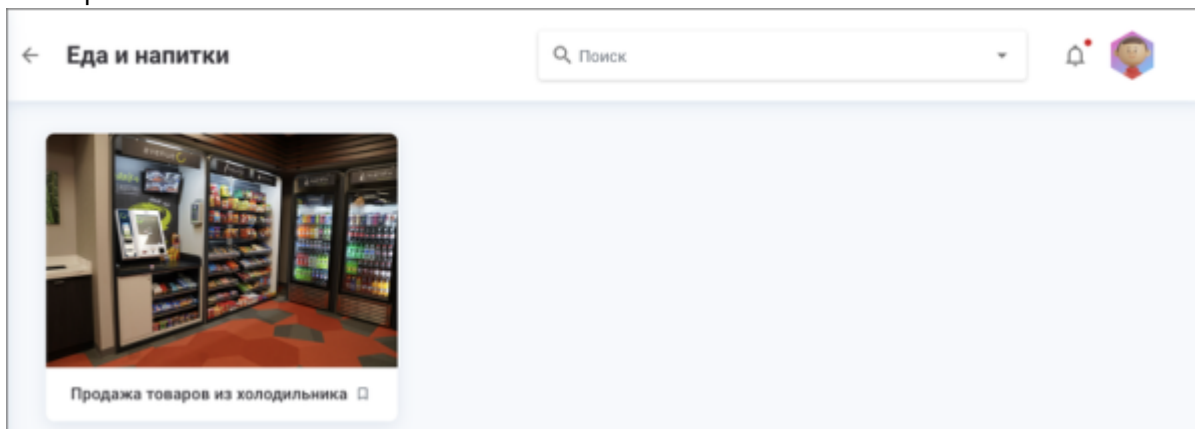 Еда и напитки
Поиск
Продажа товаров из холодильника